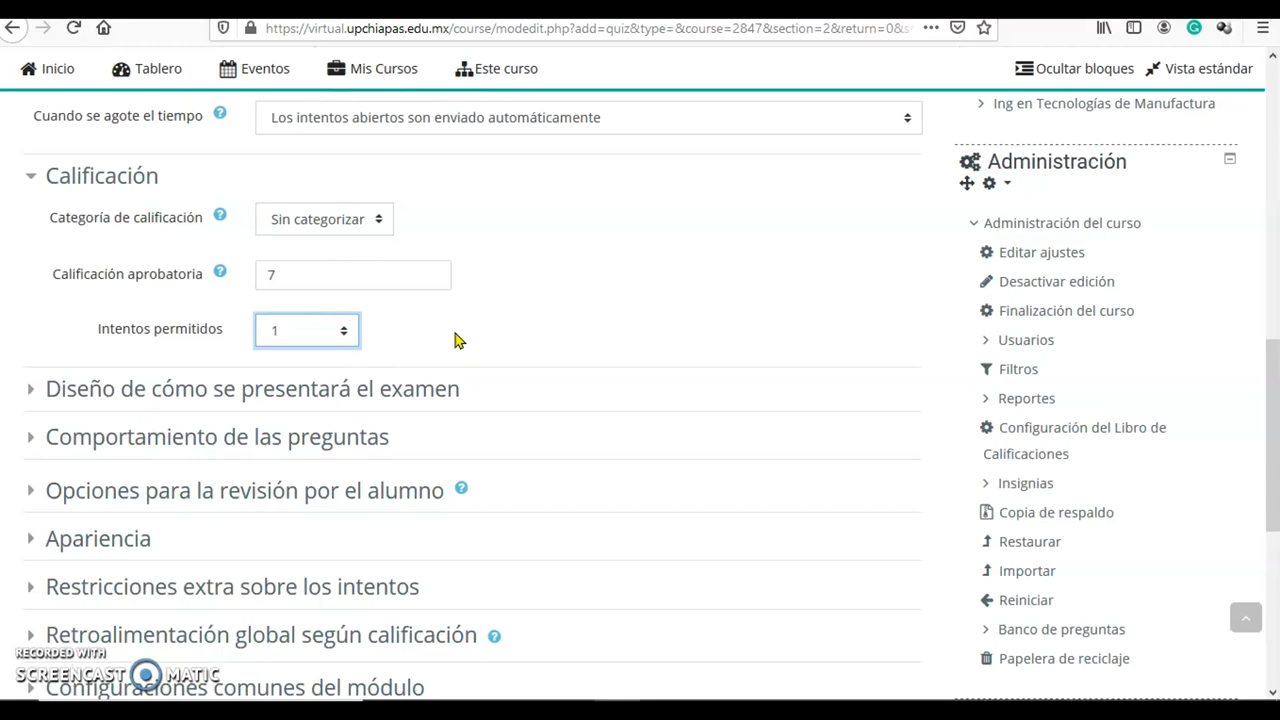 https://virtual.upchiapas.edu.mx/course/modedit.php?add=quiz&type=&course=2847&section=2&return=0&s
Inicio Tablero Eventos Mis Cursos Este curso Ocultar bloques Vista estándar
Cuando se agote el tiempo ? Los intentos abiertos son enviado automáticamente
Calificación
Categoría de calificación ? Sin categorizar
Calificación aprobatoria ? 7
Intentos permitidos 1
Diseño de cómo se presentará el examen
Comportamiento de las preguntas
Opciones para la revisión por el alumno ?
Apariencia
Restricciones extra sobre los intentos
Retroalimentación global según calificación ?
Configuraciones comunes del módulo
Ing en Tecnologías de Manufactura
Administración
Administración del curso
Editar ajustes
Desactivar edición
Finalización del curso
Usuarios
Filtros
Reportes
Configuración del Libro de
Calificaciones
Insignias
Copia de respaldo
Restaurar
Importar
Reiniciar
Banco de preguntas
Papelera de reciclaje
RECORDED WITH
SCREENCAST MATIC